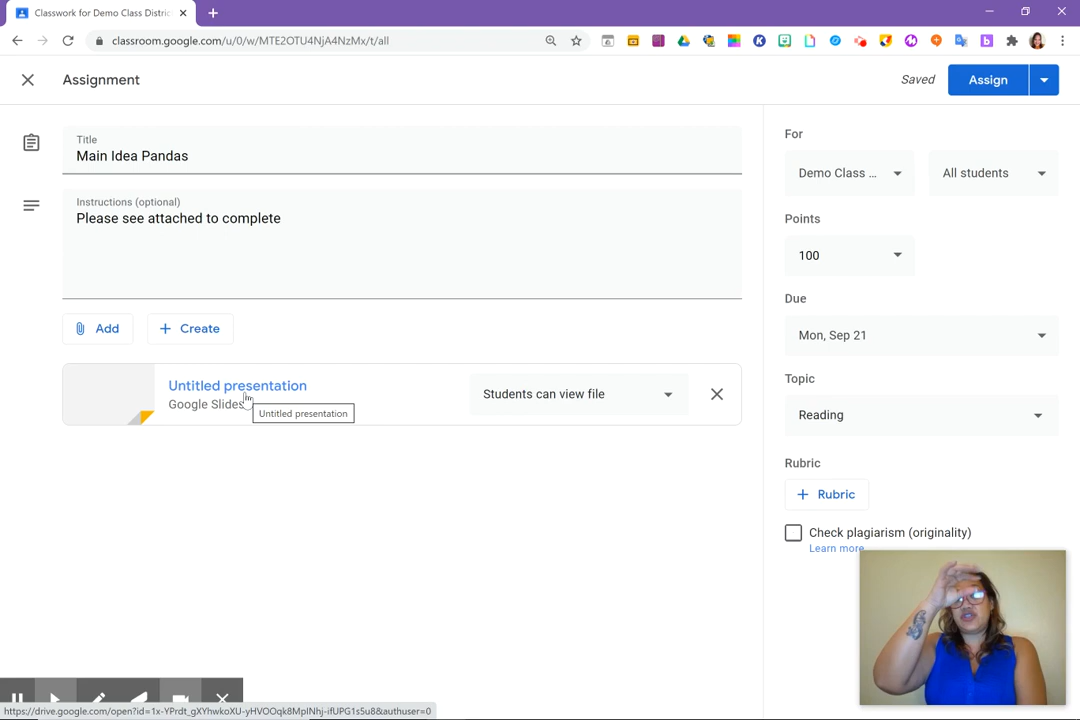 Classwork for Demo Class Distric
classroom.google.com/u/0/w/MTE2OTU4NjA4NzMx/t/all
Assignment
Saved
Assign
Title
Main Idea Pandas
Instructions (optional)
Please see attached to complete
Add
Create
Untitled presentation
Google Slides
Untitled presentation
Students can view file
For
Demo Class ...
All students
Points
100
Due
Mon, Sep 21
Topic
Reading
Rubric
Rubric
Check plagiarism (originality)
Learn more
https://drive.google.com/open?id=1x-YPrdt_gXYhwkoXU-yHVOOqk8MpINhj-ifUPG1s5u8&authuser=0